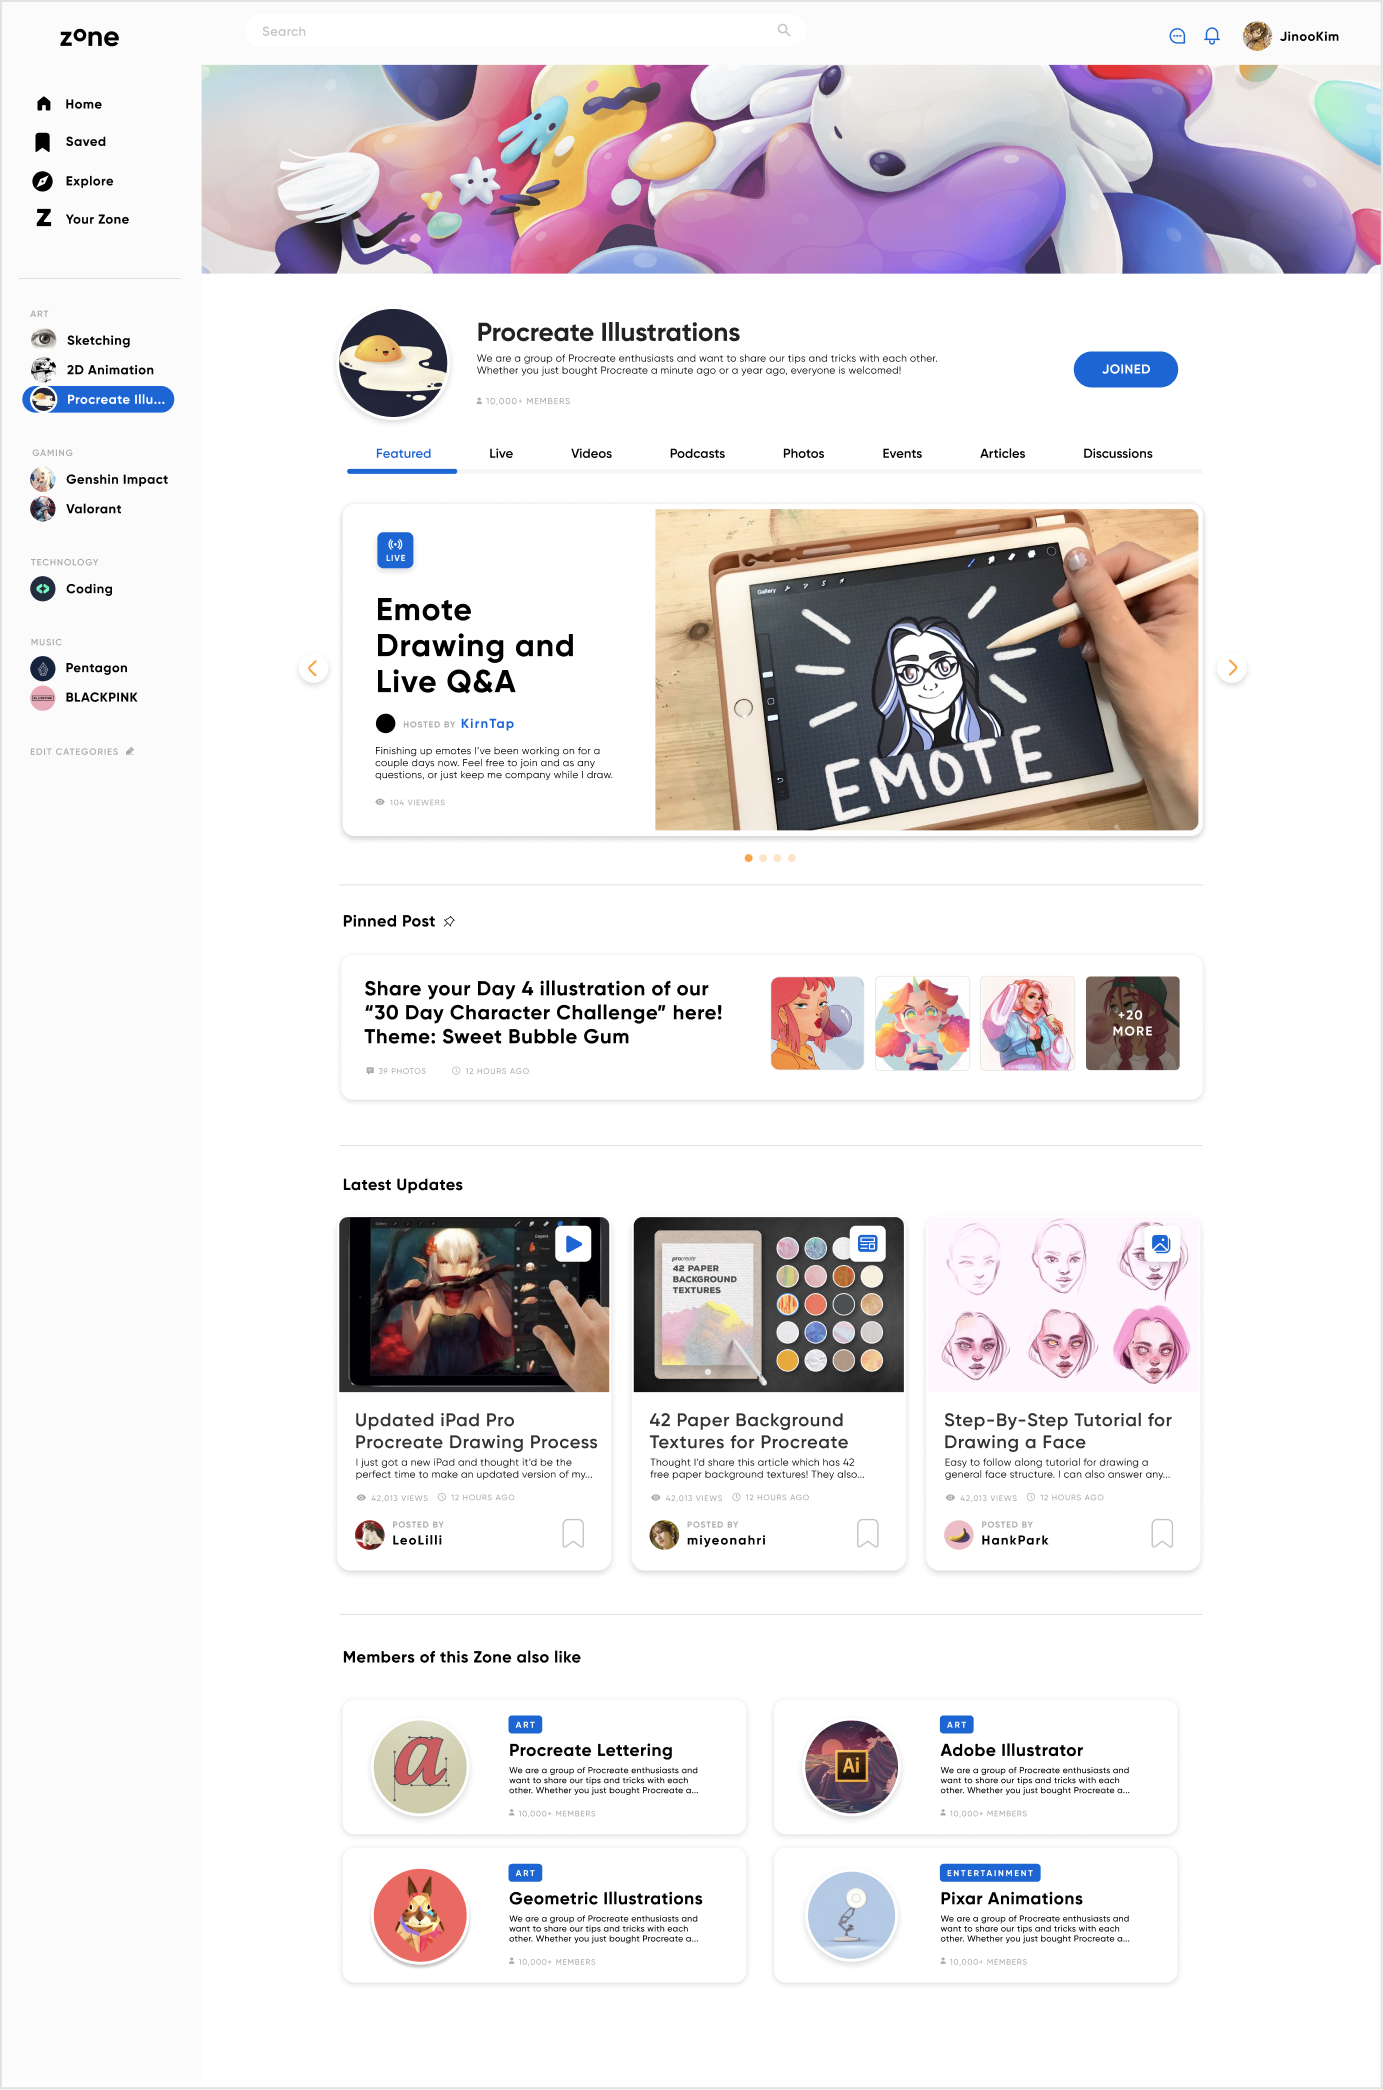 zone
Search
JinooKim
Home
Saved
Explore
Your Zone
ART
Sketching
2D Animation
Procreate Illu...
GAMING
Genshin Impact
Valorant
TECHNOLOGY
Coding
MUSIC
Pentagon
BLACKPINK
EDIT CATEGORIES
Procreate Illustrations
We are a group of Procreate enthusiasts and want to share our tips and tricks with each other.
Whether you just bought Procreate a minute ago or a year ago, everyone is welcomed!
10,000+ MEMBERS
JOINED
Featured Live Videos Podcasts Photos Events Articles Discussions
LIVE
Emote
Drawing and
Live Q&A
HOSTED BY KirnTap
Finishing up emotes I've been working on for a
couple days now. Feel free to join and as any
questions, or just keep me company while I draw.
104 VIEWERS
Gallery
EMOTE
Pinned Post
Share your Day 4 illustration of our
“30 Day Character Challenge” here!
Theme: Sweet Bubble Gum
39 PHOTOS 12 HOURS AGO
+20
MORE
Latest Updates
Layers
Updated iPad Pro
Procreate Drawing Process
I just got a new iPad and thought it'd be the
perfect time to make an updated version of my...
42,013 VIEWS 12 HOURS AGO
POSTED BY
LeoLilli
procreate
42 PAPER
BACKGROUND
TEXTURES
42 Paper Background
Textures for Procreate
Thought I'd share this article which has 42
free paper background textures! They also...
42,013 VIEWS 12 HOURS AGO
POSTED BY
miyeonahri
Step-By-Step Tutorial for
Drawing a Face
Easy to follow along tutorial for drawing a
general face structure. I can also answer any...
42,013 VIEWS 12 HOURS AGO
POSTED BY
HankPark
Members of this Zone also like
a
ART
Procreate Lettering
We are a group of Procreate enthusiasts and
want to share our tips and tricks with each
other. Whether you just bought Procreate a...
10,000+ MEMBERS
Ai
ART
Adobe Illustrator
We are a group of Procreate enthusiasts and
want to share our tips and tricks with each
other. Whether you just bought Procreate a...
10,000+ MEMBERS
ART
Geometric Illustrations
We are a group of Procreate enthusiasts and
want to share our tips and tricks with each
other. Whether you just bought Procreate a...
10,000+ MEMBERS
ENTERTAINMENT
Pixar Animations
We are a group of Procreate enthusiasts and
want to share our tips and tricks with each
other. Whether you just bought Procreate a...
10,000+ MEMBERS